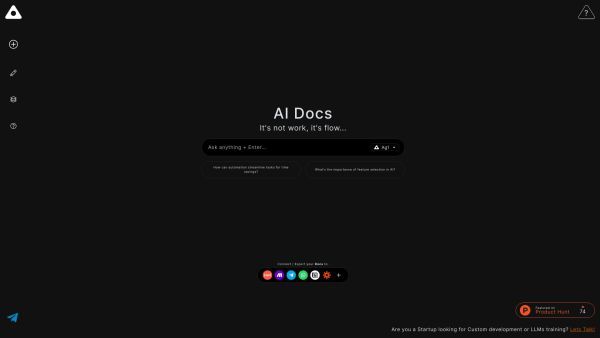 ?
AI Docs
It's not work, it's flow...
Ask anything + Enter...
Ag1
How can automation streamline tasks for time
savings?
What's the importance of feature selection in AI?
Connect / Export your Docs to
P
Featured on
Product Hunt
74
Are you a Startup looking for Custom development or LLMs training? Lets Talk!